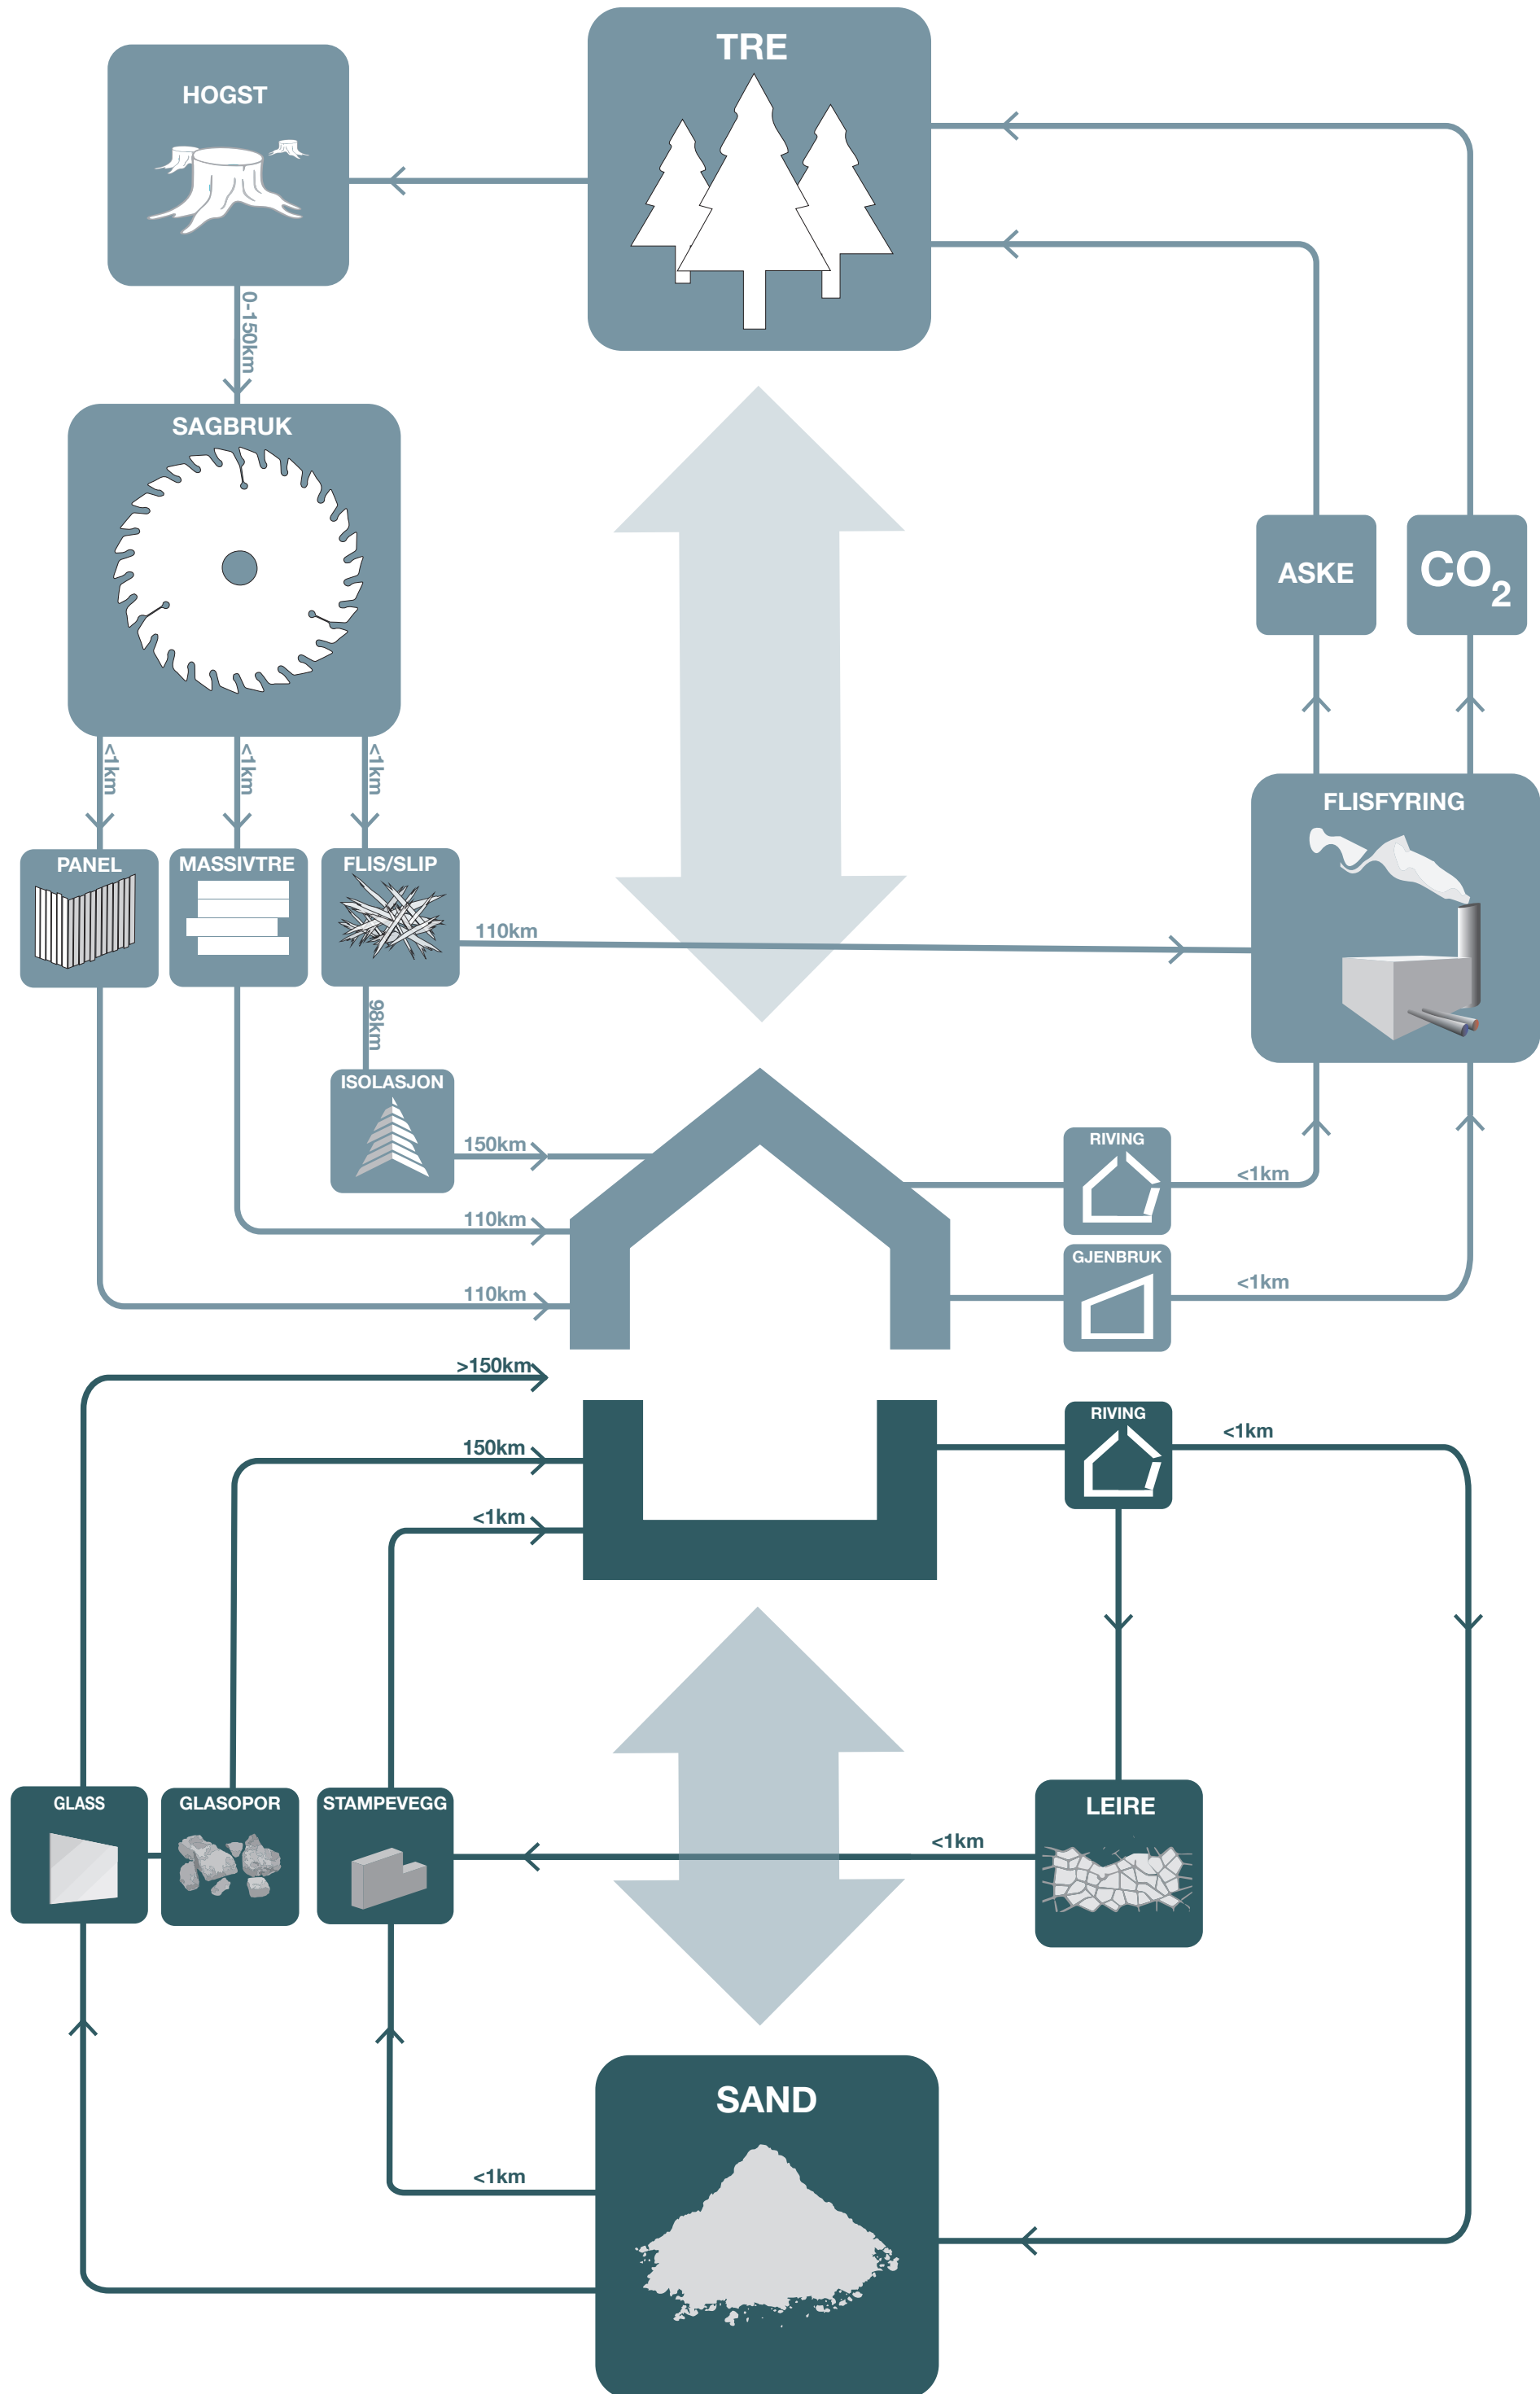 TRE
HOGST
0-150km
SAGBRUK
ASKE
CO₂
<1km
<1km
<1km
FLISFYRING
PANEL
MASSIVTRE
FLIS/SLIP
110km
98km
ISOLASJON
150km
RIVING
<1km
110km
GJENBRUK
<1km
110km
>150km
RIVING
<1km
150km
<1km
GLASS
GLASOPOR
STAMPEVEGG
LEIRE
<1km
SAND
<1km